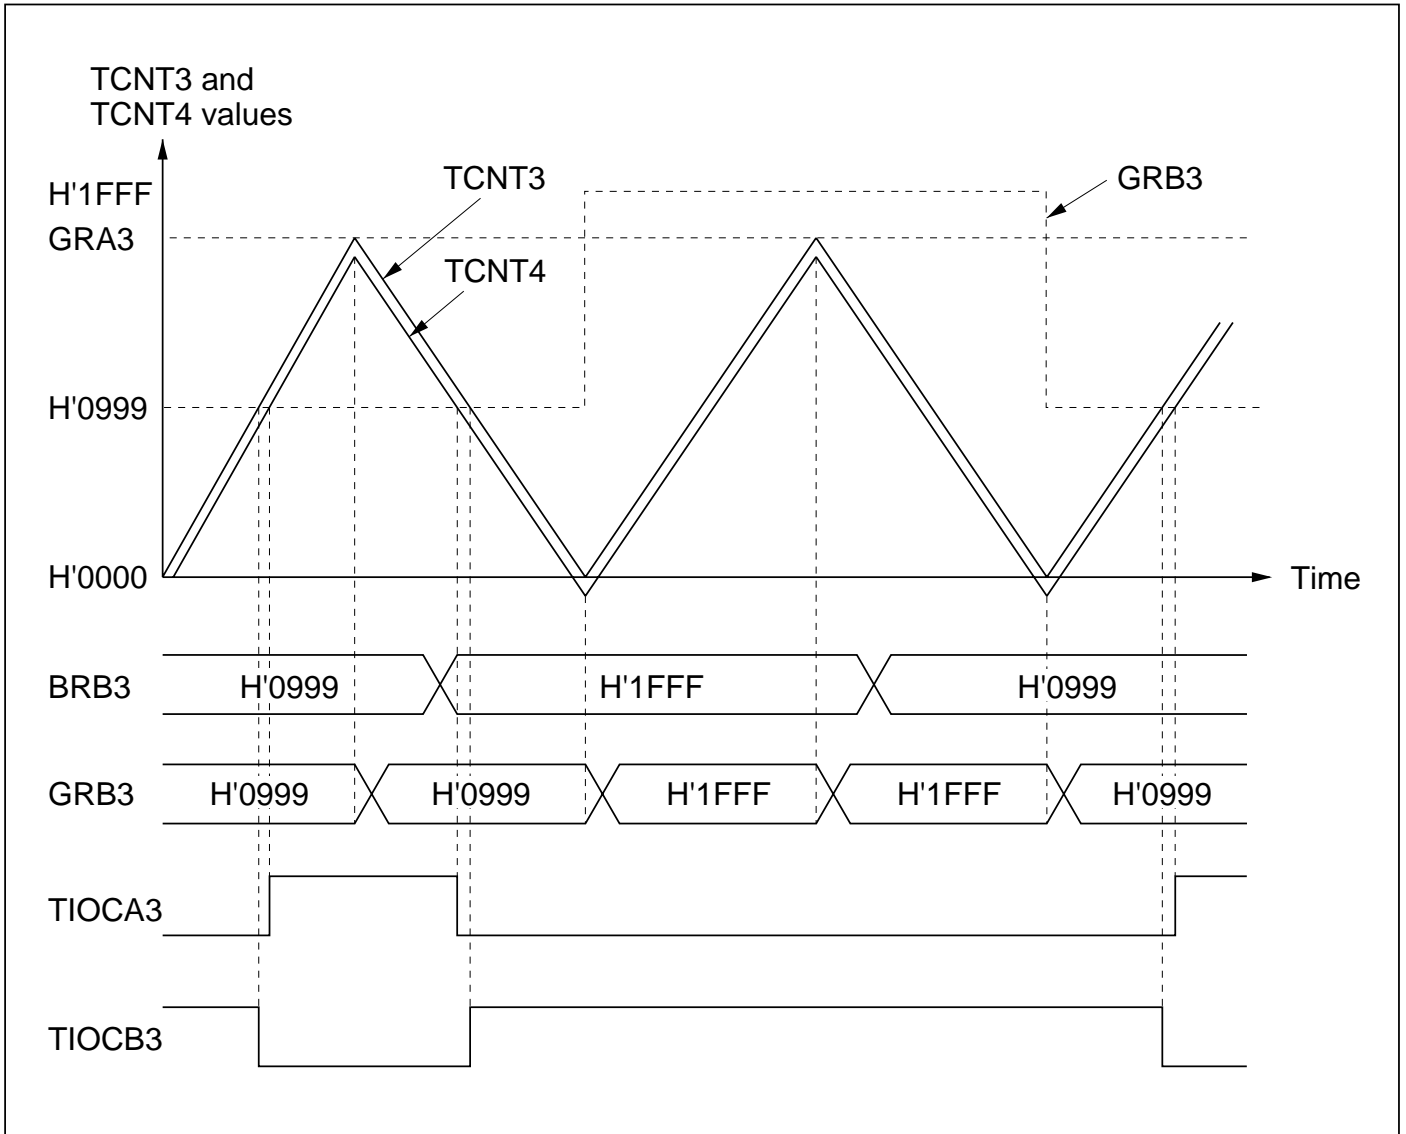 TCNT3 and
TCNT4 values
H'1FFF
TCNT3
GRB3
GRA3
TCNT4
H'0999
H'0000
Time
BRB3
H'0999
H'1FFF
H'0999
GRB3
H'0999
H'0999
H'1FFF
H'1FFF
H'0999
TIOCA3
TIOCB3